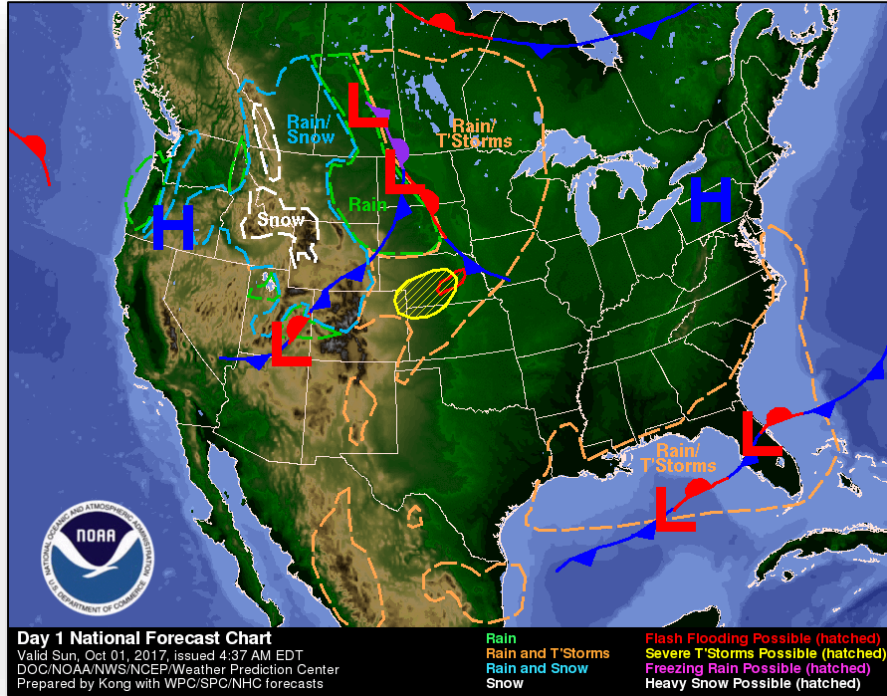 Rain/
Snow
Rain/
T'Storms
L
L
Rain
H
H
Snow
L
L
Rain/
T'Storms
L
NATIONAL OCEANIC AND ATMOSPHERIC ADMINISTRATION
NOAA
U.S. DEPARTMENT OF COMMERCE
Day 1 National Forecast Chart
Valid Sun, Oct 01, 2017, issued 4:37 AM EDT
DOC/NOAA/NWS/NCEP/Weather Prediction Center
Prepared by Kong with WPC/SPC/NHC forecasts
Rain
Rain and T'Storms
Rain and Snow
Snow
Flash Flooding Possible (hatched)
Severe T'Storms Possible (hatched)
Freezing Rain Possible (hatched)
Heavy Snow Possible (hatched)